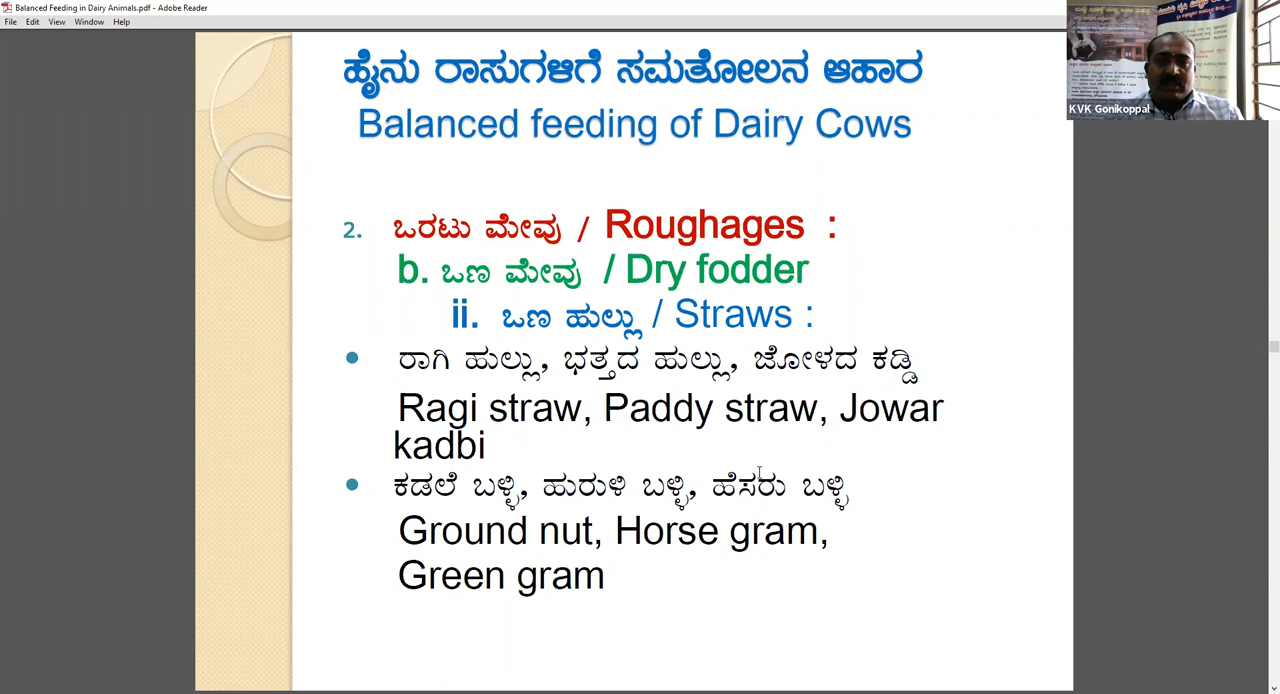 Balanced Feeding in Dairy Animals.pdf - Adobe Reader
File Edit View Window Help
KVK Gonikoppal
ಹೈನು ರಾಸುಗಳಿಗೆ ಸಮತೋಲನ ಆಹಾರ
Balanced feeding of Dairy Cows
2. ಒರಟು ಮೇವು / Roughages :
b. ಒಣ ಮೇವು / Dry fodder
ii. ಒಣ ಹುಲ್ಲು / Straws :
• ರಾಗಿ ಹುಲ್ಲು, ಭತ್ತದ ಹುಲ್ಲು, ಜೋಳದ ಕಡ್ಡಿ
Ragi straw, Paddy straw, Jowar
kadbi
• ಕಡಲೆ ಬಳ್ಳಿ, ಹುರುಳಿ ಬಳ್ಳಿ, ಹೆಸರು ಬಳ್ಳಿ
Ground nut, Horse gram,
Green gram